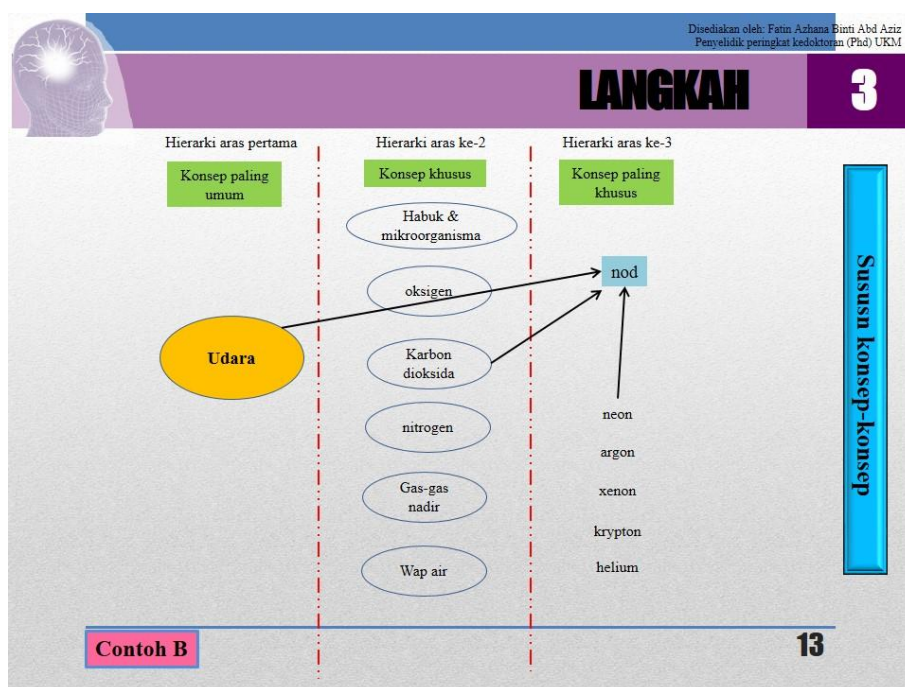 Disediakan oleh: Fatin Azhana Binti Abd Aziz
Penyelidik peringkat kedoktoran (Phd) UKM
LANGKAH
3
Hierarki aras pertama
Konsep paling
umum
Udara
Hierarki aras ke-2
Konsep khusus
Habuk &
mikroorganisma
oksigen
Karbon
dioksida
nitrogen
Gas-gas
nadir
Wap air
Hierarki aras ke-3
Konsep paling
khusus
nod
neon
argon
xenon
krypton
helium
Sususn konsep-konsep
Contoh B
13